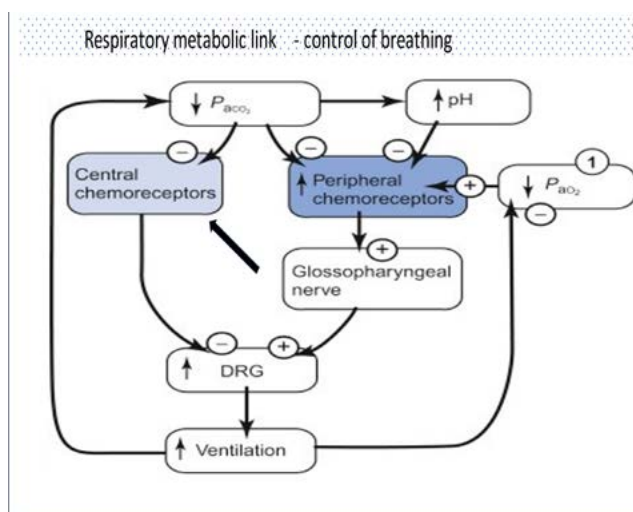 Respiratory metabolic link - control of breathing
↓ PaCO₂
↑ pH
−
−
−
1
Central
chemoreceptors
↑ Peripheral
chemoreceptors
+
↓ PaO₂
−
+
Glossopharyngeal
nerve
−
+
↑ DRG
↑ Ventilation